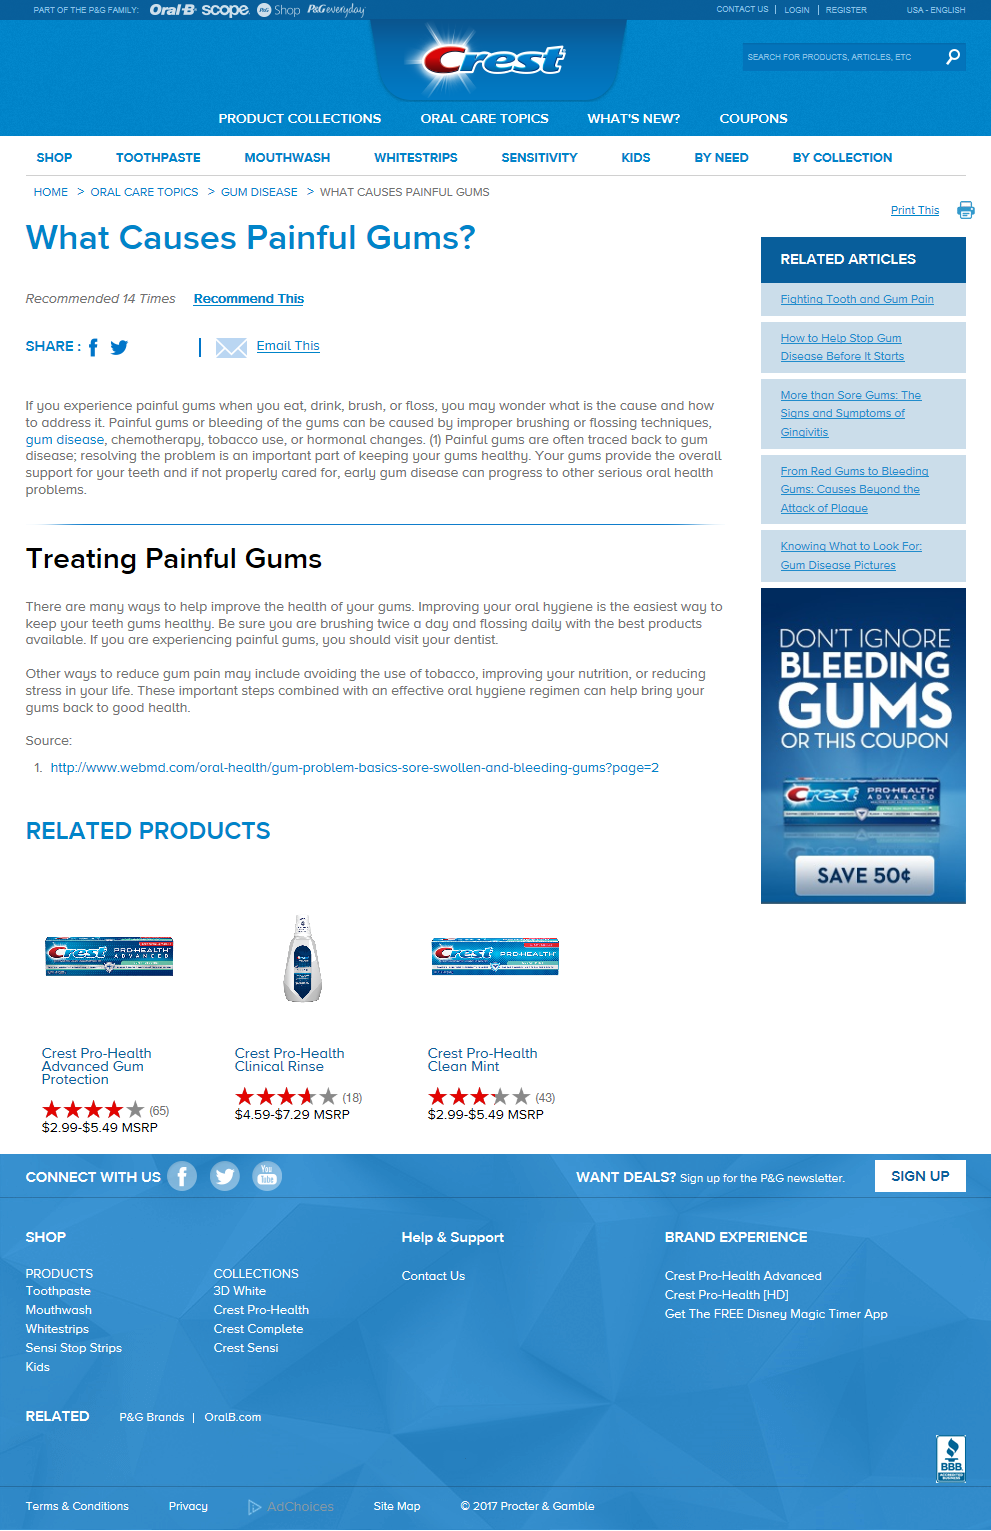 PART OF THE P&G FAMILY: Oral-B scope P&G Shop P&G everyday
CONTACT US | LOGIN | REGISTER USA - ENGLISH
Crest
SEARCH FOR PRODUCTS, ARTICLES, ETC
PRODUCT COLLECTIONS ORAL CARE TOPICS WHAT'S NEW? COUPONS
SHOP TOOTHPASTE MOUTHWASH WHITESTRIPS SENSITIVITY KIDS BY NEED BY COLLECTION
HOME > ORAL CARE TOPICS > GUM DISEASE > WHAT CAUSES PAINFUL GUMS
Print This
What Causes Painful Gums?
Recommended 14 Times Recommend This
SHARE : | Email This
If you experience painful gums when you eat, drink, brush, or floss, you may wonder what is the cause and how
to address it. Painful gums or bleeding of the gums can be caused by improper brushing or flossing techniques,
gum disease, chemotherapy, tobacco use, or hormonal changes. (1) Painful gums are often traced back to gum
disease; resolving the problem is an important part of keeping your gums healthy. Your gums provide the overall
support for your teeth and if not properly cared for, early gum disease can progress to other serious oral health
problems.
Treating Painful Gums
There are many ways to help improve the health of your gums. Improving your oral hygiene is the easiest way to
keep your teeth gums healthy. Be sure you are brushing twice a day and flossing daily with the best products
available. If you are experiencing painful gums, you should visit your dentist.
Other ways to reduce gum pain may include avoiding the use of tobacco, improving your nutrition, or reducing
stress in your life. These important steps combined with an effective oral hygiene regimen can help bring your
gums back to good health.
Source:
1. http://www.webmd.com/oral-health/gum-problem-basics-sore-swollen-and-bleeding-gums?page=2
RELATED ARTICLES
Fighting Tooth and Gum Pain
How to Help Stop Gum
Disease Before It Starts
More than Sore Gums: The
Signs and Symptoms of
Gingivitis
From Red Gums to Bleeding
Gums: Causes Beyond the
Attack of Plaque
Knowing What to Look For:
Gum Disease Pictures
DON'T IGNORE
BLEEDING
GUMS
OR THIS COUPON
Crest PRO-HEALTH
ADVANCED
SAVE 50¢
RELATED PRODUCTS
Crest PRO-HEALTH
ADVANCED
Crest PRO-HEALTH
Crest Pro-Health
Advanced Gum
Protection
(65)
$2.99-$5.49 MSRP
Crest Pro-Health
Clinical Rinse
(18)
$4.59-$7.29 MSRP
Crest Pro-Health
Clean Mint
(43)
$2.99-$5.49 MSRP
CONNECT WITH US You Tube
WANT DEALS? Sign up for the P&G newsletter. SIGN UP
SHOP
PRODUCTS
Toothpaste
Mouthwash
Whitestrips
Sensi Stop Strips
Kids
COLLECTIONS
3D White
Crest Pro-Health
Crest Complete
Crest Sensi
Help & Support
Contact Us
BRAND EXPERIENCE
Crest Pro-Health Advanced
Crest Pro-Health [HD]
Get The FREE Disney Magic Timer App
RELATED P&G Brands | OralB.com
BBB
ACCREDITED
BUSINESS
Terms & Conditions Privacy AdChoices Site Map © 2017 Procter & Gamble